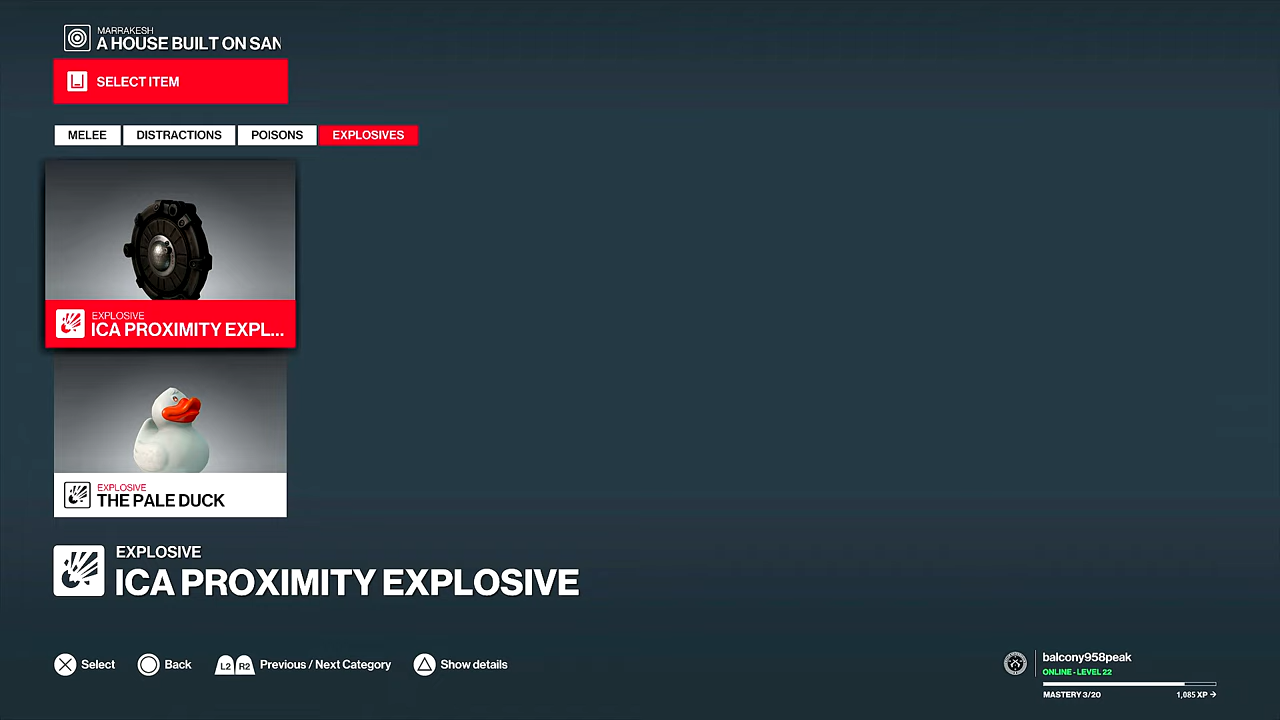 MARRAKESH
A HOUSE BUILT ON SAN
SELECT ITEM
MELEE DISTRACTIONS POISONS EXPLOSIVES
EXPLOSIVE
ICA PROXIMITY EXPL...
EXPLOSIVE
THE PALE DUCK
EXPLOSIVE
ICA PROXIMITY EXPLOSIVE
Select Back L2 R2 Previous / Next Category Show details
balcony958peak
ONLINE - LEVEL 22
MASTERY 3/20 1,085 XP →